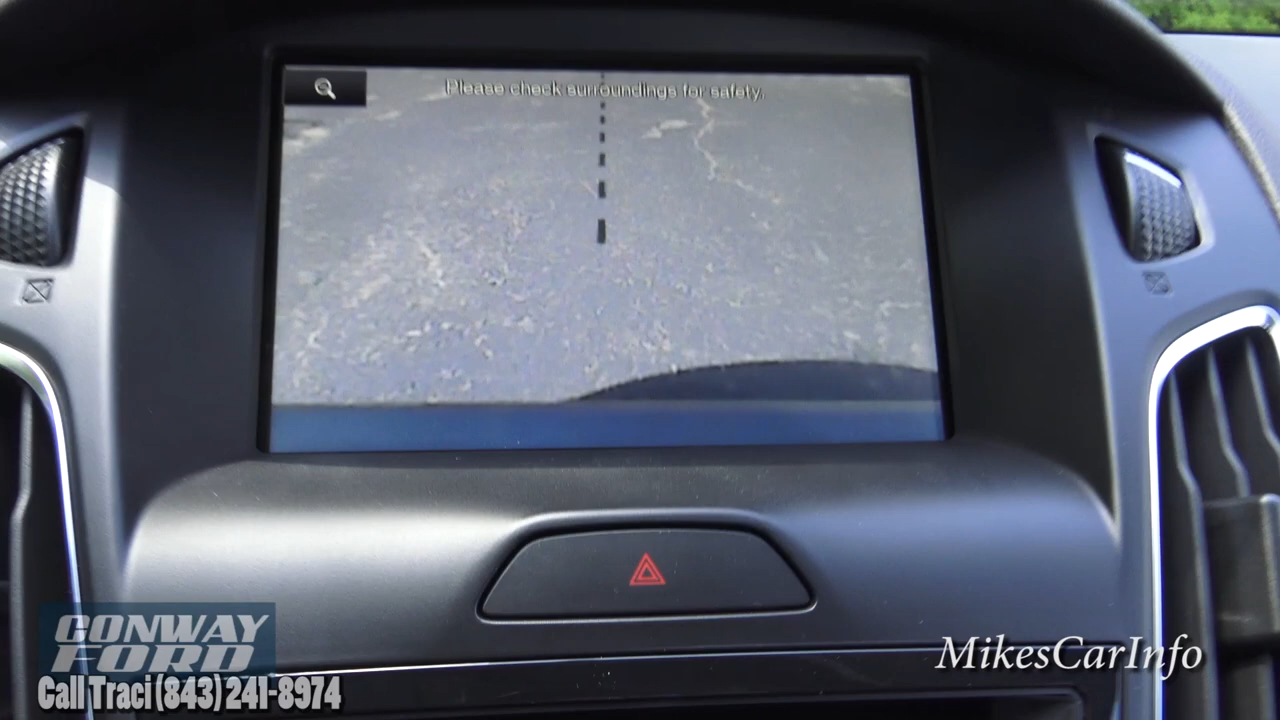 Please check surroundings for safety.
CONWAY
FORD
Call Traci (843) 241-8974
MikesCarInfo